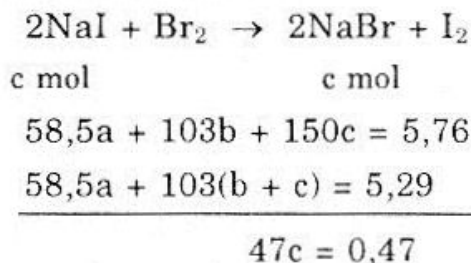 2NaI + Br₂ → 2NaBr + I₂
c mol c mol
58,5a + 103b + 150c = 5,76
58,5a + 103(b + c) = 5,29
47c = 0,47